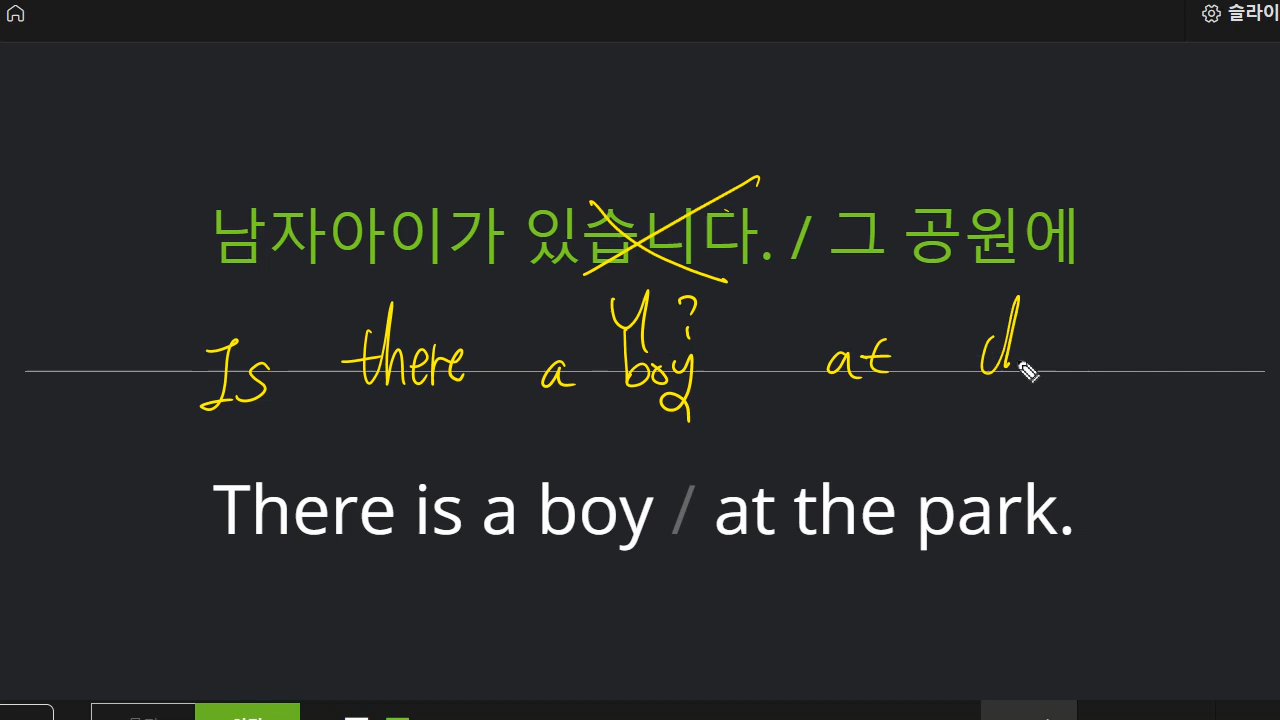 슬라이
남자아이가 있습니다. / 그 공원에
Y?
Is there a boy at
There is a boy / at the park.